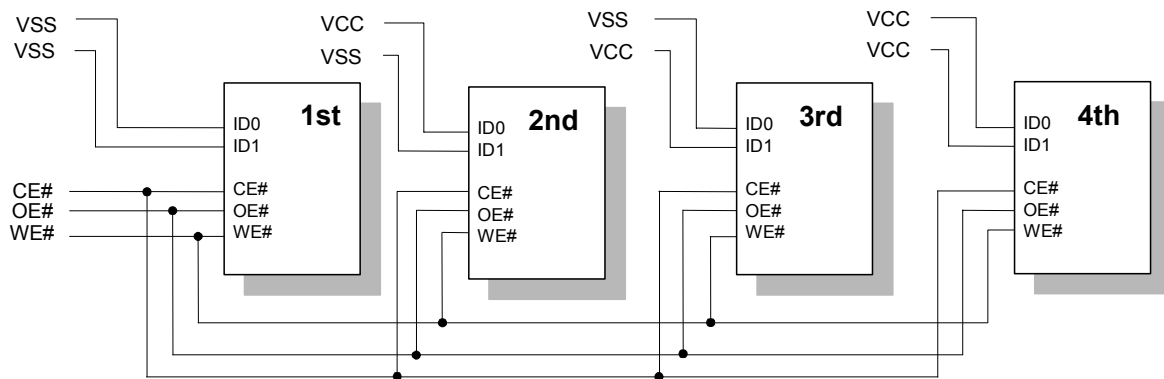 VSS
VSS
1st
ID0
ID1
CE#
OE#
WE#
CE#
OE#
WE#
VCC
VSS
2nd
ID0
ID1
CE#
OE#
WE#
VSS
VCC
3rd
ID0
ID1
CE#
OE#
WE#
VCC
VCC
4th
ID0
ID1
CE#
OE#
WE#